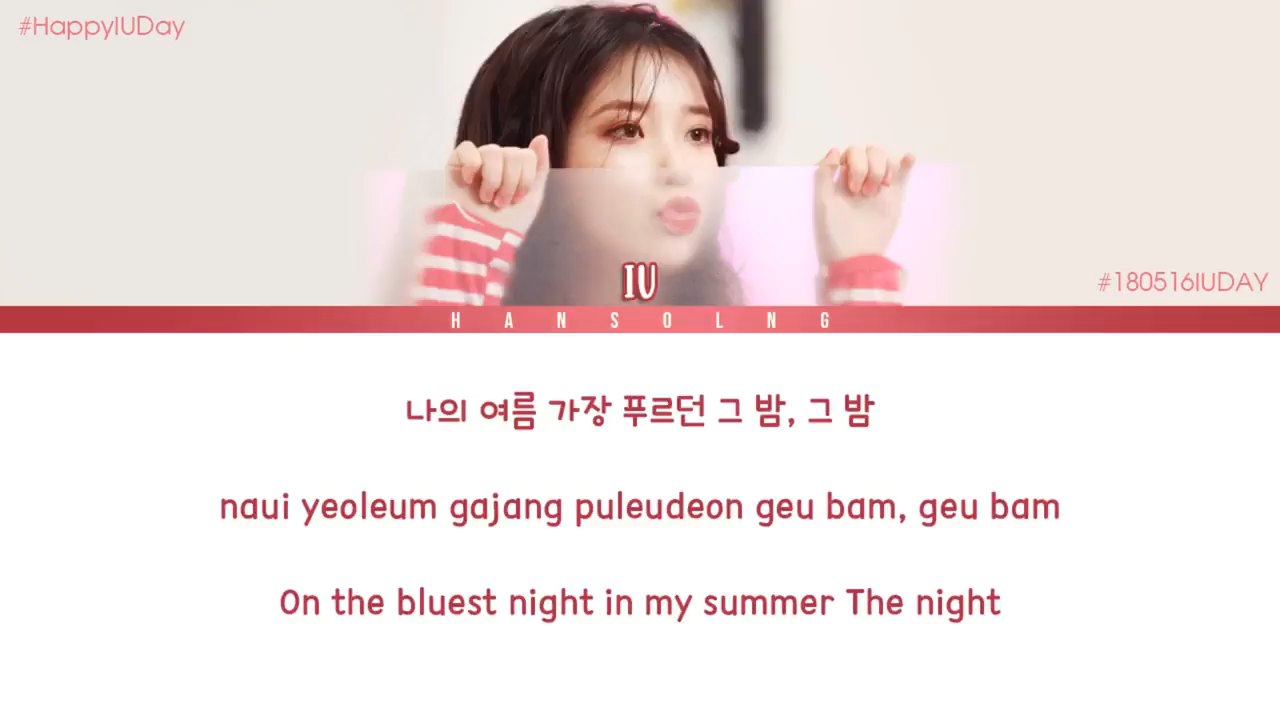 #HappyIUDay
IU
#180516IUDAY
HANSOLNG
나의 여름 가장 푸르던 그 밤, 그 밤
naui yeoleum gajang puleudeon geu bam, geu bam
On the bluest night in my summer The night